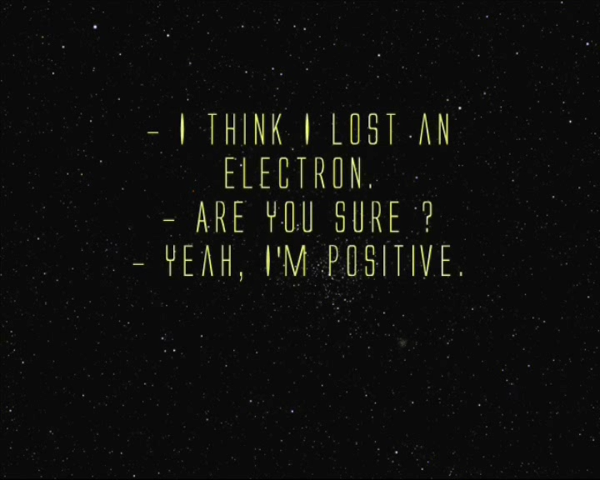 - I THINK I LOST AN
ELECTRON.
- ARE YOU SURE ?
- YEAH, I'M POSITIVE.